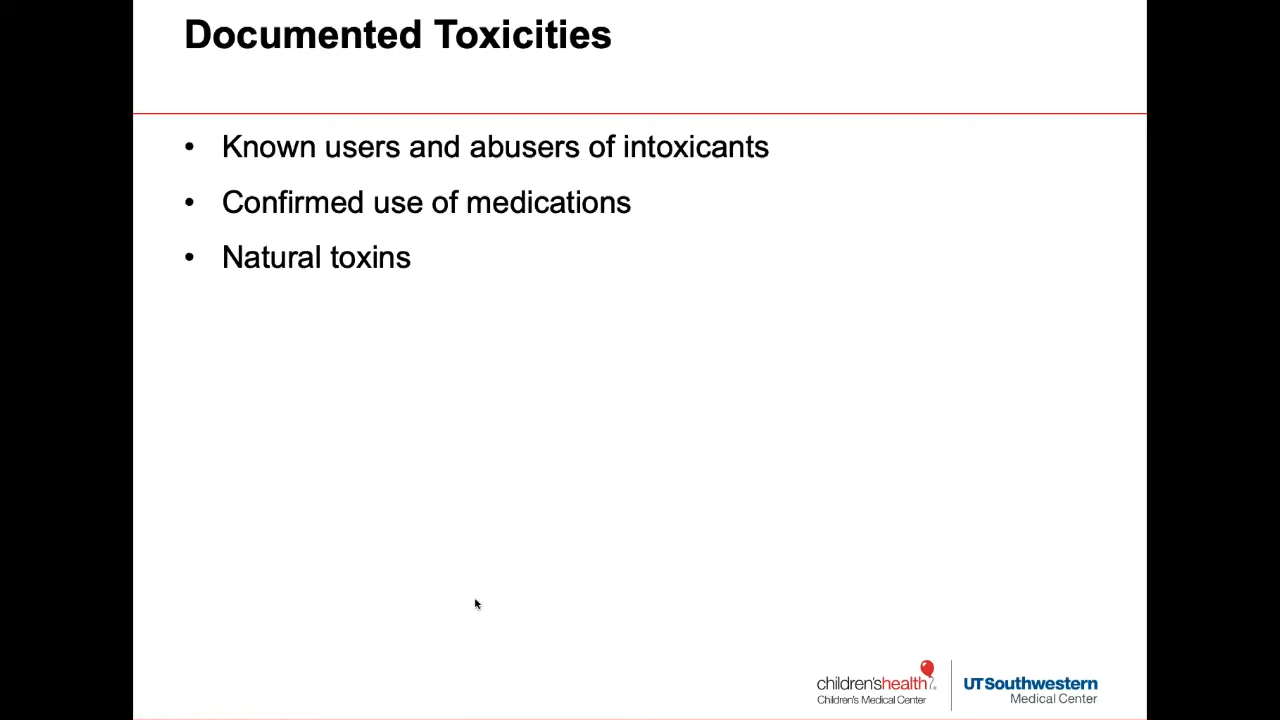 Documented Toxicities
• Known users and abusers of intoxicants
• Confirmed use of medications
• Natural toxins
children'shealth®
Children's Medical Center
UTSouthwestern
Medical Center